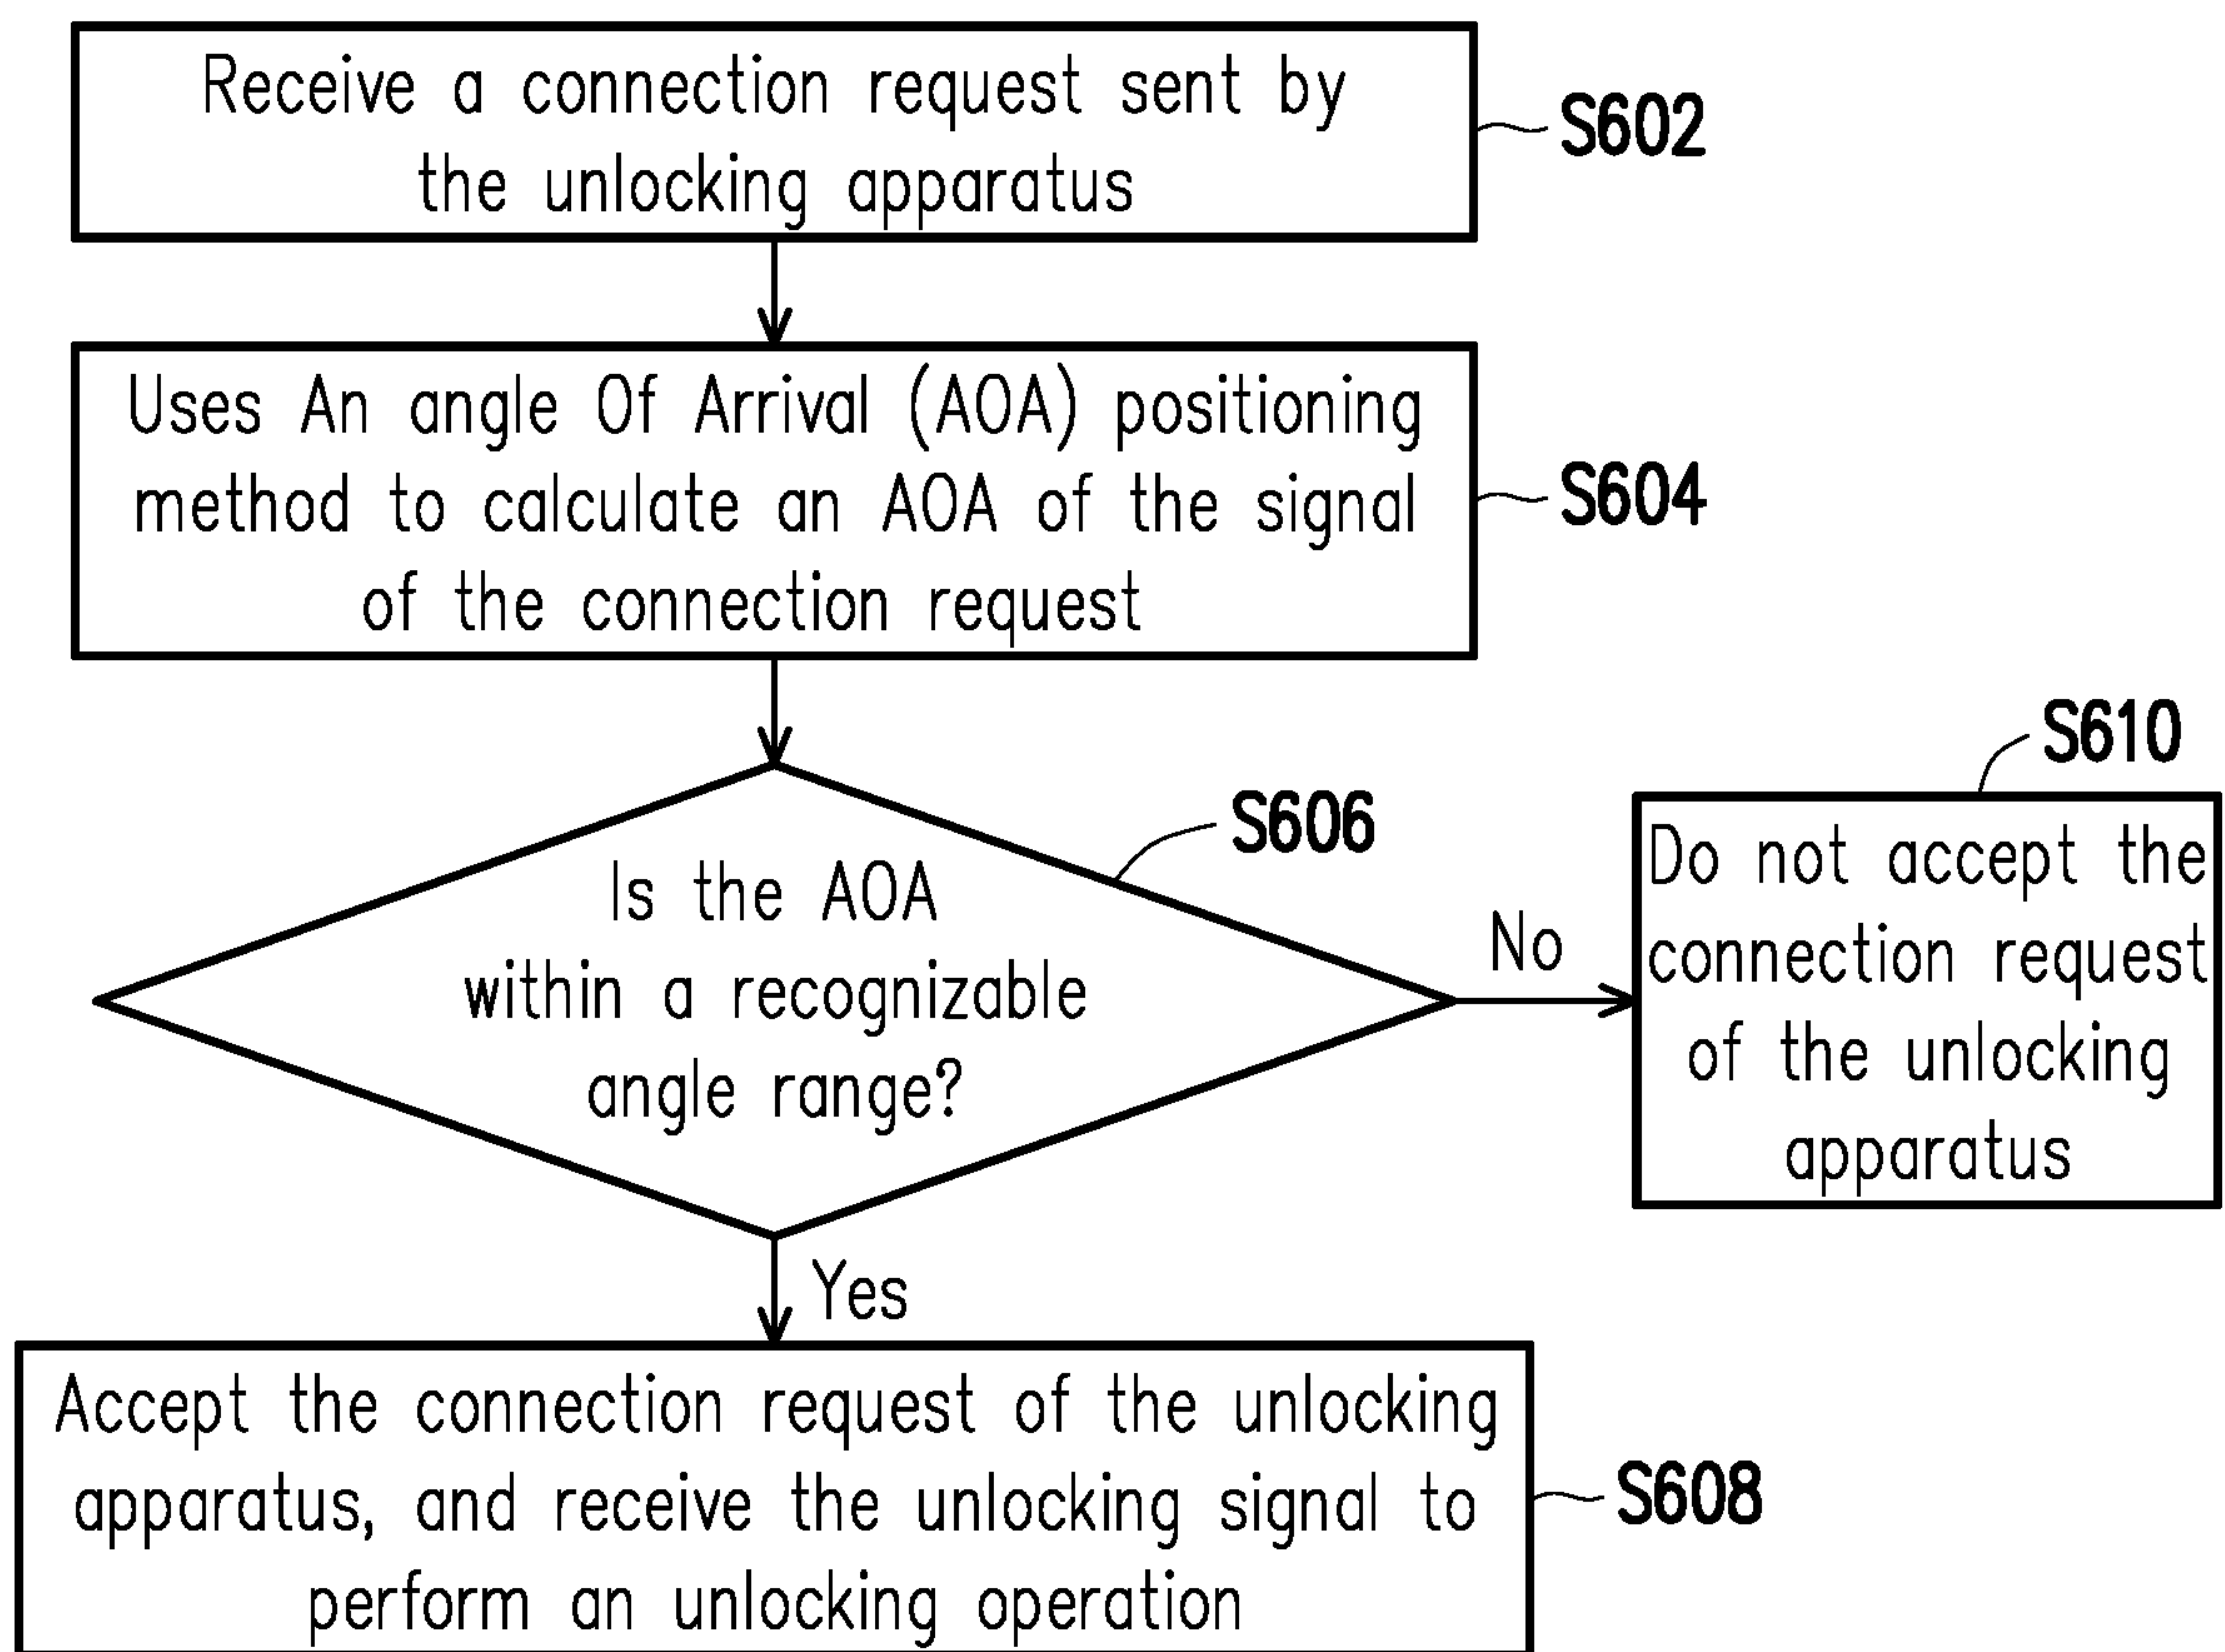 Receive a connection request sent by
the unlocking apparatus
S602
Uses An angle Of Arrival (AOA) positioning
method to calculate an AOA of the signal
of the connection request
S604
Is the AOA
within a recognizable
angle range?
S606
No
S610
Do not accept the
connection request
of the unlocking
apparatus
Yes
Accept the connection request of the unlocking
apparatus, and receive the unlocking signal to
perform an unlocking operation
S608